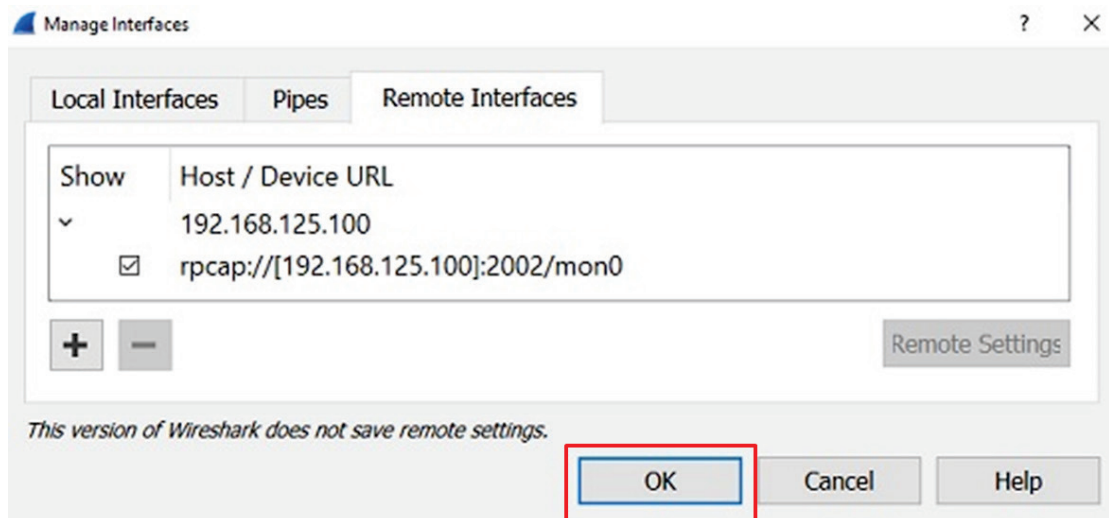 Manage Interfaces ? ×
Local Interfaces Pipes Remote Interfaces
Show Host / Device URL
192.168.125.100
rpcap://[192.168.125.100]:2002/mon0
+ − Remote Settings
This version of Wireshark does not save remote settings.
OK Cancel Help